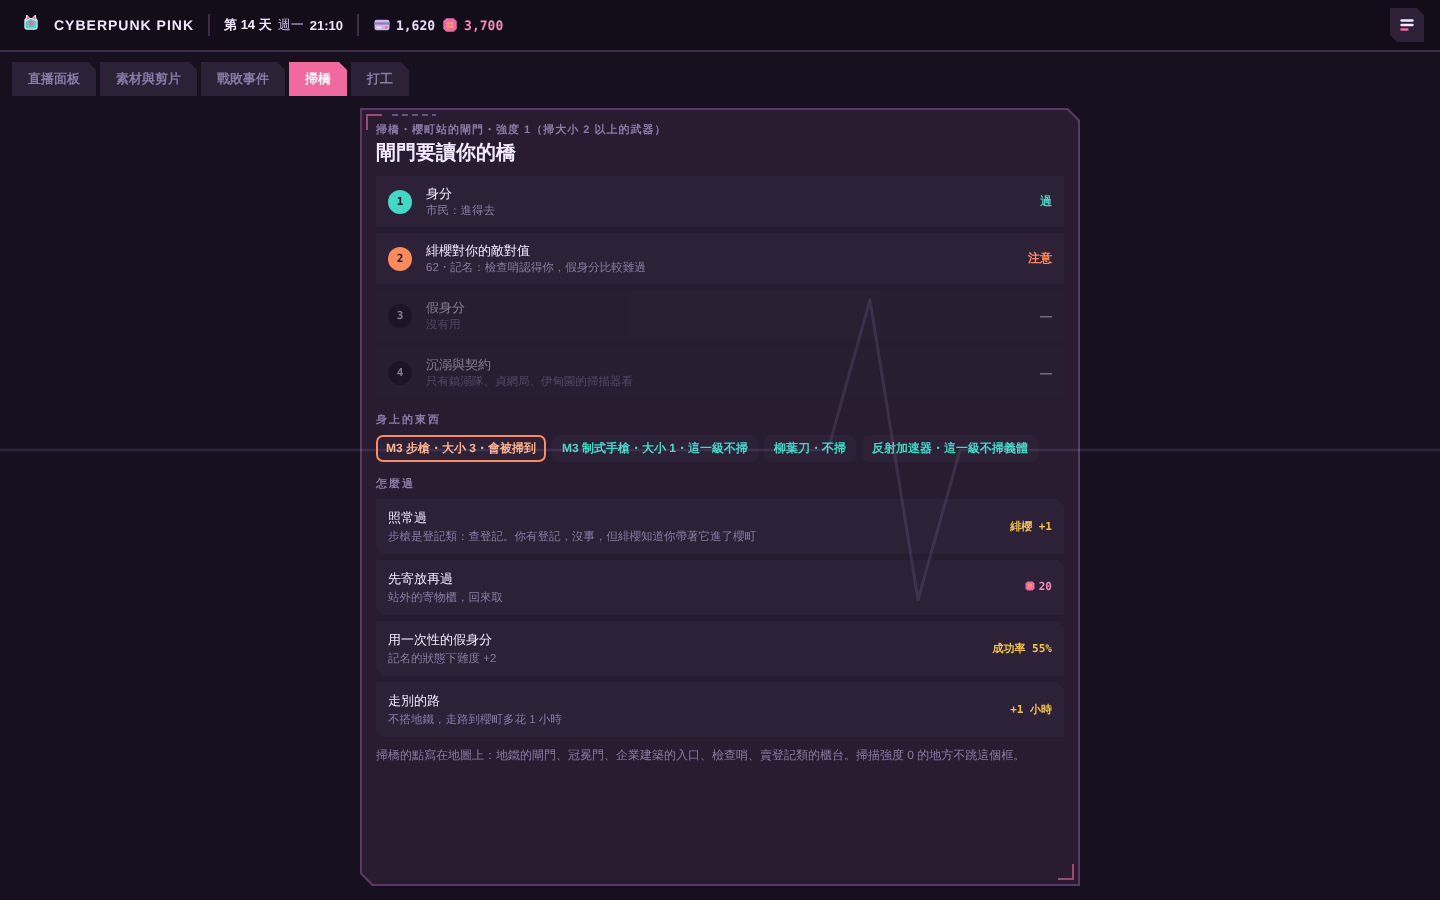 CYBERPUNK PINK 第 14 天 週一 21:10 1,620 3,700
直播面板 素材與剪片 戰敗事件 掃橋 打工
掃橋・櫻町站的閘門・強度 1（掃大小 2 以上的武器）
閘門要讀你的橋
1 身分 過
市民：進得去
2 緋櫻對你的敵對值 注意
62・記名：檢查哨認得你，假身分比較難過
3 假身分 —
沒有用
4 沉溺與契約 —
只有鎮溺隊、貞網局、伊甸園的掃描器看
身上的東西
M3 步槍・大小 3・會被掃到 M3 制式手槍・大小 1・這一級不掃 柳葉刀・不掃 反射加速器・這一級不掃義體
怎麼過
照常過 緋櫻 +1
步槍是登記類：查登記。你有登記，沒事，但緋櫻知道你帶著它進了櫻町
先寄放再過 20
站外的寄物櫃，回來取
用一次性的假身分 成功率 55%
記名的狀態下難度 +2
走別的路 +1 小時
不搭地鐵，走路到櫻町多花 1 小時
掃橋的點寫在地圖上：地鐵的閘門、冠冕門、企業建築的入口、檢查哨、賣登記類的櫃台。掃描強度 0 的地方不跳這個框。